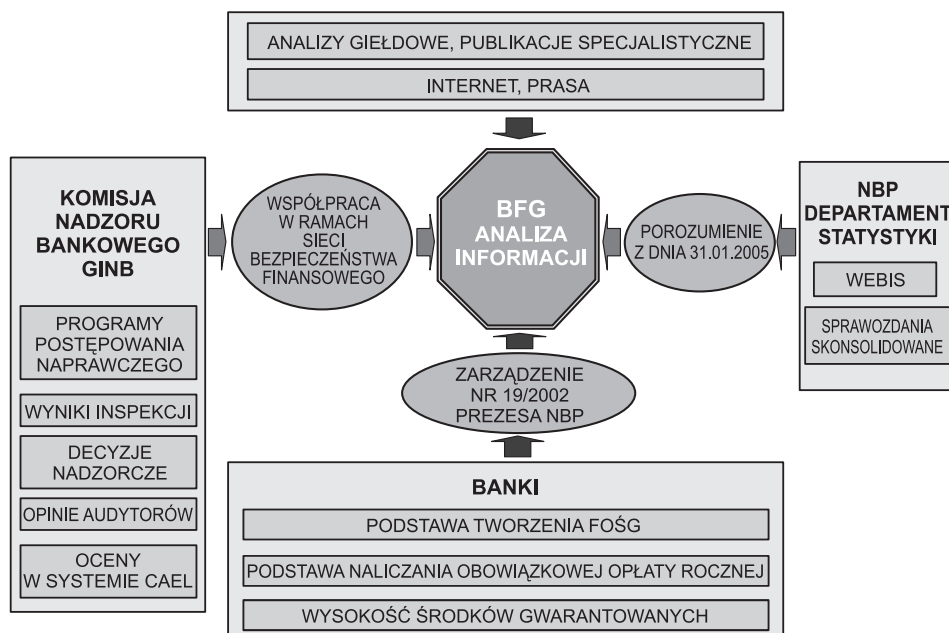 ANALIZY GIEŁDOWE, PUBLIKACJE SPECJALISTYCZNE
INTERNET, PRASA
KOMISJA
NADZORU
BANKOWEGO
GINB
PROGRAMY
POSTĘPOWANIA
NAPRAWCZEGO
WYNIKI INSPEKCJI
DECYZJE
NADZORCZE
OPINIE AUDYTORÓW
OCENY
W SYSTEMIE CAEL
WSPÓŁPRACA
W RAMACH
SIECI
BEZPIECZEŃSTWA
FINANSOWEGO
BFG
ANALIZA
INFORMACJI
POROZUMIENIE
Z DNIA 31.01.2005
NBP
DEPARTAMENT
STATYSTYKI
WEBIS
SPRAWOZDANIA
SKONSOLIDOWANE
ZARZĄDZENIE
NR 19/2002
PREZESA NBP
BANKI
PODSTAWA TWORZENIA FOŚG
PODSTAWA NALICZANIA OBOWIĄZKOWEJ OPŁATY ROCZNEJ
WYSOKOŚĆ ŚRODKÓW GWARANTOWANYCH